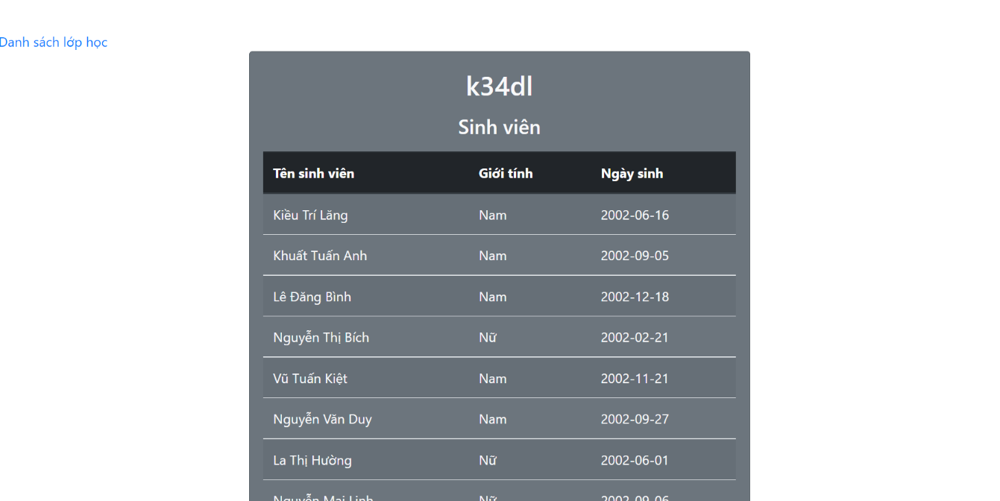 Danh sách lớp học
k34dl
Sinh viên
Tên sinh viên Giới tính Ngày sinh
Kiều Trí Lăng Nam 2002-06-16
Khuất Tuấn Anh Nam 2002-09-05
Lê Đăng Bình Nam 2002-12-18
Nguyễn Thị Bích Nữ 2002-02-21
Vũ Tuấn Kiệt Nam 2002-11-21
Nguyễn Văn Duy Nam 2002-09-27
La Thị Hường Nữ 2002-06-01
Nguyễn Mai Linh Nữ 2002-09-06